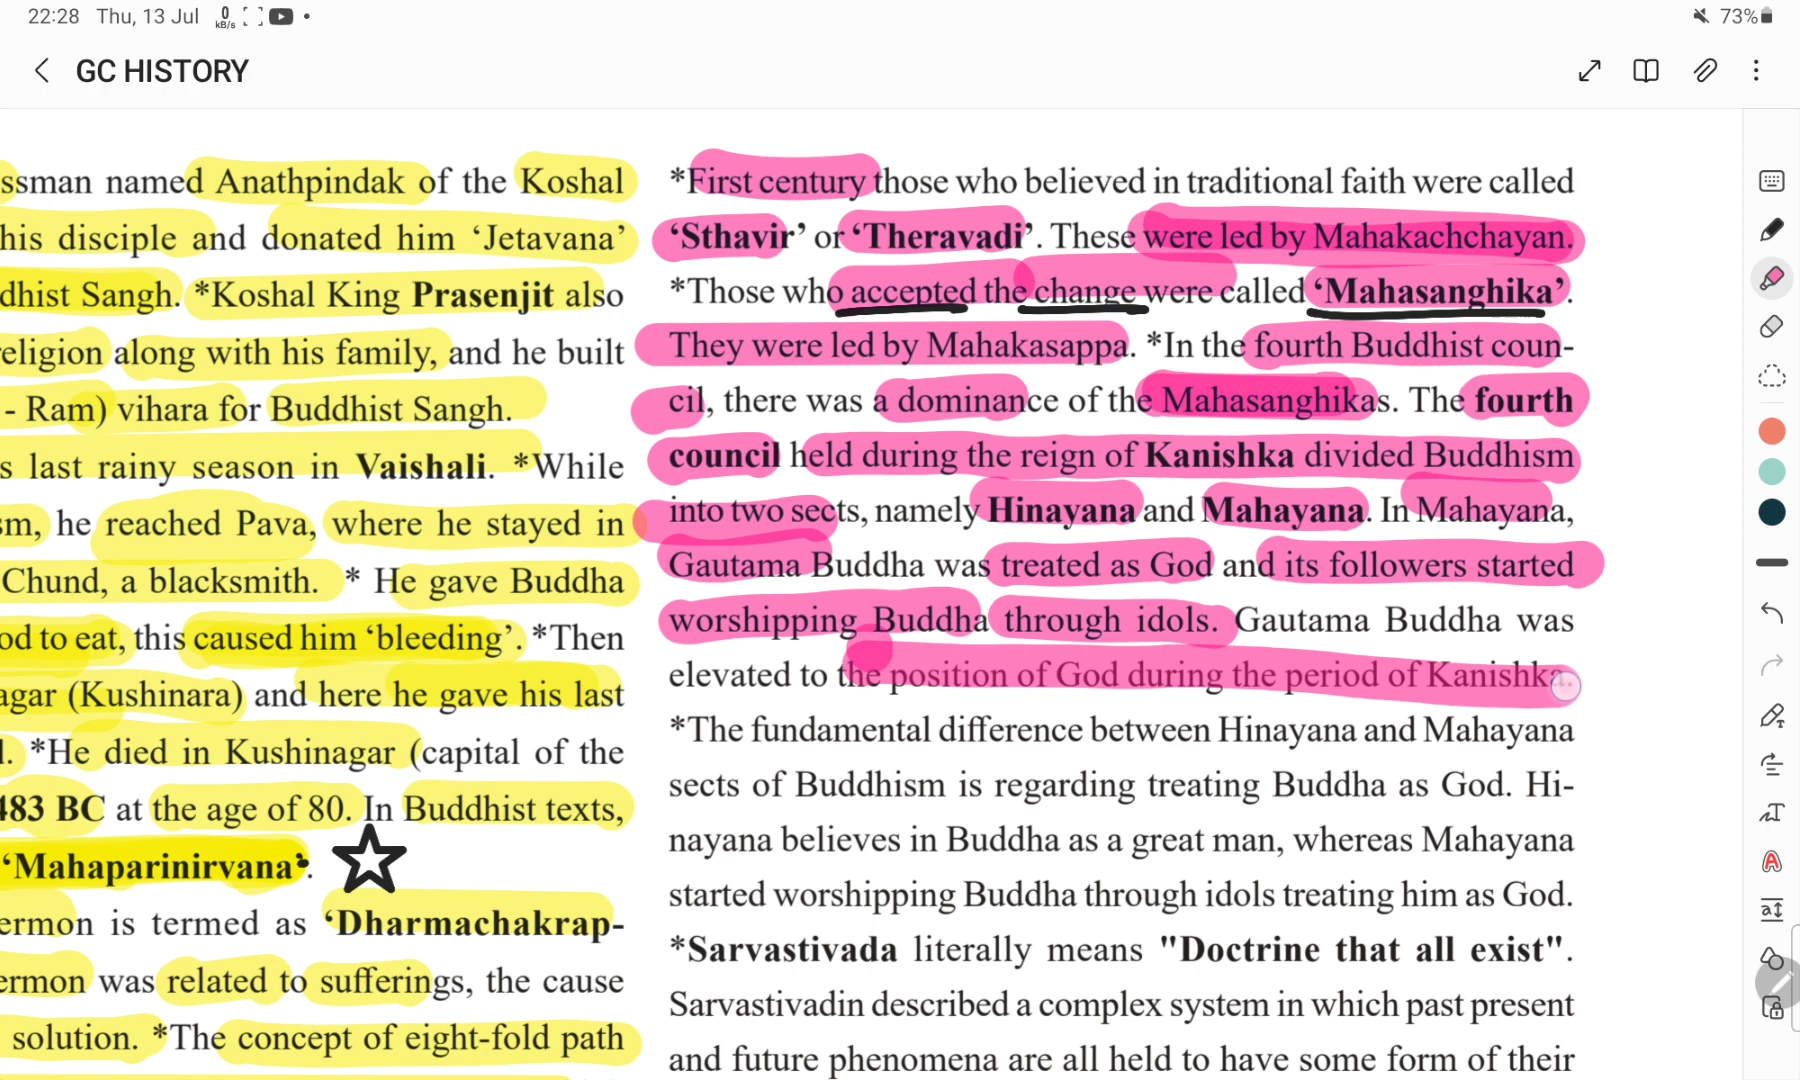 22:28 Thu, 13 Jul 0 kB/s
73%
GC HISTORY
ssman named Anathpindak of the Koshal
his disciple and donated him ‘Jetavana’
dhist Sangh. *Koshal King Prasenjit also
religion along with his family, and he built
- Ram) vihara for Buddhist Sangh.
s last rainy season in Vaishali. *While
sm, he reached Pava, where he stayed in
Chund, a blacksmith. * He gave Buddha
od to eat, this caused him ‘bleeding’. *Then
agar (Kushinara) and here he gave his last
l. *He died in Kushinagar (capital of the
483 BC at the age of 80. In Buddhist texts,
‘Mahaparinirvana’.
ermon is termed as ‘Dharmachakrap-
ermon was related to sufferings, the cause
solution. *The concept of eight-fold path
*First century those who believed in traditional faith were called
‘Sthavir’ or ‘Theravadi’. These were led by Mahakachchayan.
*Those who accepted the change were called ‘Mahasanghika’.
They were led by Mahakasappa. *In the fourth Buddhist coun-
cil, there was a dominance of the Mahasanghikas. The fourth
council held during the reign of Kanishka divided Buddhism
into two sects, namely Hinayana and Mahayana. In Mahayana,
Gautama Buddha was treated as God and its followers started
worshipping Buddha through idols. Gautama Buddha was
elevated to the position of God during the period of Kanishka.
*The fundamental difference between Hinayana and Mahayana
sects of Buddhism is regarding treating Buddha as God. Hi-
nayana believes in Buddha as a great man, whereas Mahayana
started worshipping Buddha through idols treating him as God.
*Sarvastivada literally means "Doctrine that all exist".
Sarvastivadin described a complex system in which past present
and future phenomena are all held to have some form of their